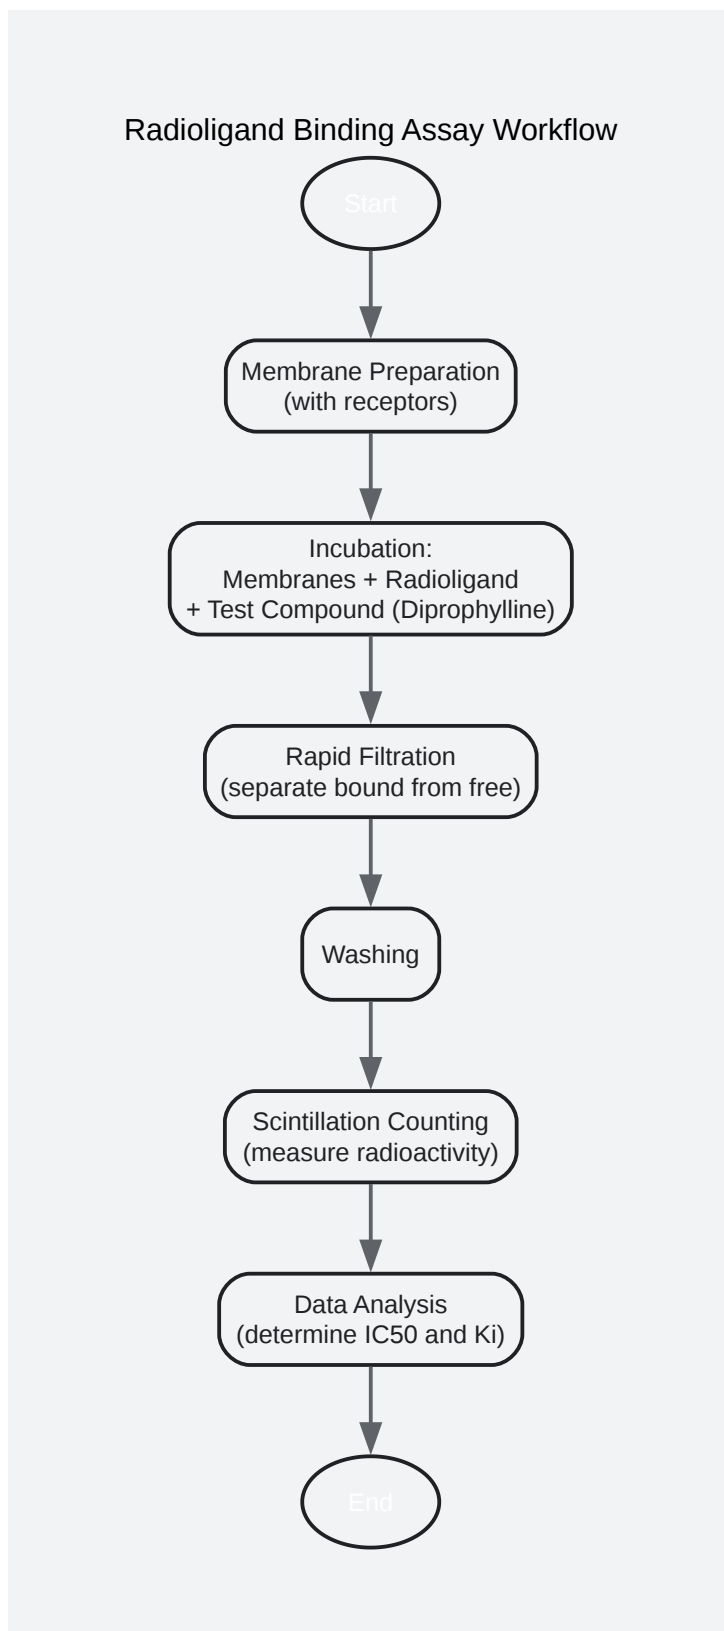 Radioligand Binding Assay Workflow
Start
Membrane Preparation
(with receptors)
Incubation:
Membranes + Radioligand
+ Test Compound (Diprophylline)
Rapid Filtration
(separate bound from free)
Washing
Scintillation Counting
(measure radioactivity)
Data Analysis
(determine IC50 and Ki)
End